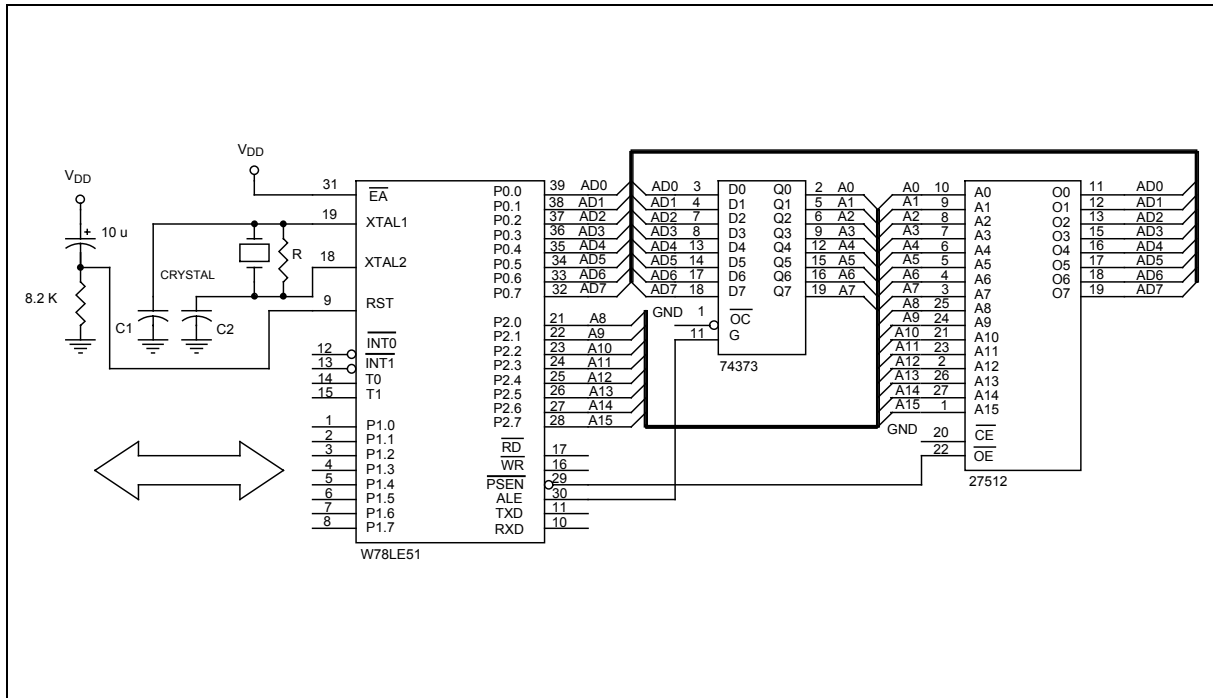 VDD
VDD
10 u
8.2 K
CRYSTAL
R
C1
C2
31 EA
19 XTAL1
18 XTAL2
9 RST
12 INT0
13 INT1
14 T0
15 T1
1 P1.0
2 P1.1
3 P1.2
4 P1.3
5 P1.4
6 P1.5
7 P1.6
8 P1.7
P0.0 39 AD0
P0.1 38 AD1
P0.2 37 AD2
P0.3 36 AD3
P0.4 35 AD4
P0.5 34 AD5
P0.6 33 AD6
P0.7 32 AD7
P2.0 21 A8
P2.1 22 A9
P2.2 23 A10
P2.3 24 A11
P2.4 25 A12
P2.5 26 A13
P2.6 27 A14
P2.7 28 A15
RD 17
WR 16
PSEN 29
ALE 30
TXD 11
RXD 10
W78LE51
AD0 3 D0 Q0 2 A0
AD1 4 D1 Q1 5 A1
AD2 7 D2 Q2 6 A2
AD3 8 D3 Q3 9 A3
AD4 13 D4 Q4 12 A4
AD5 14 D5 Q5 15 A5
AD6 17 D6 Q6 16 A6
AD7 18 D7 Q7 19 A7
GND 1 OC
11 G
74373
A0 10 A0 O0 11 AD0
A1 9 A1 O1 12 AD1
A2 8 A2 O2 13 AD2
A3 7 A3 O3 15 AD3
A4 6 A4 O4 16 AD4
A5 5 A5 O5 17 AD5
A6 4 A6 O6 18 AD6
A7 3 A7 O7 19 AD7
A8 25 A8
A9 24 A9
A10 21 A10
A11 23 A11
A12 2 A12
A13 26 A13
A14 27 A14
A15 1 A15
GND 20 CE
22 OE
27512